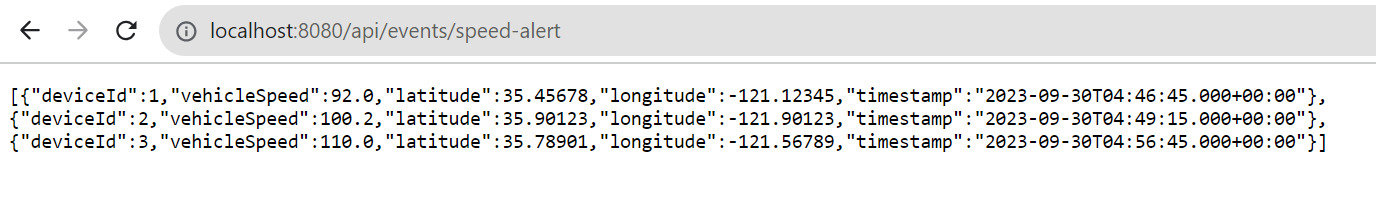 localhost:8080/api/events/speed-alert
[{"deviceId":1,"vehicleSpeed":92.0,"latitude":35.45678,"longitude":-121.12345,"timestamp":"2023-09-30T04:46:45.000+00:00"},
{"deviceId":2,"vehicleSpeed":100.2,"latitude":35.90123,"longitude":-121.90123,"timestamp":"2023-09-30T04:49:15.000+00:00"},
{"deviceId":3,"vehicleSpeed":110.0,"latitude":35.78901,"longitude":-121.56789,"timestamp":"2023-09-30T04:56:45.000+00:00"}]